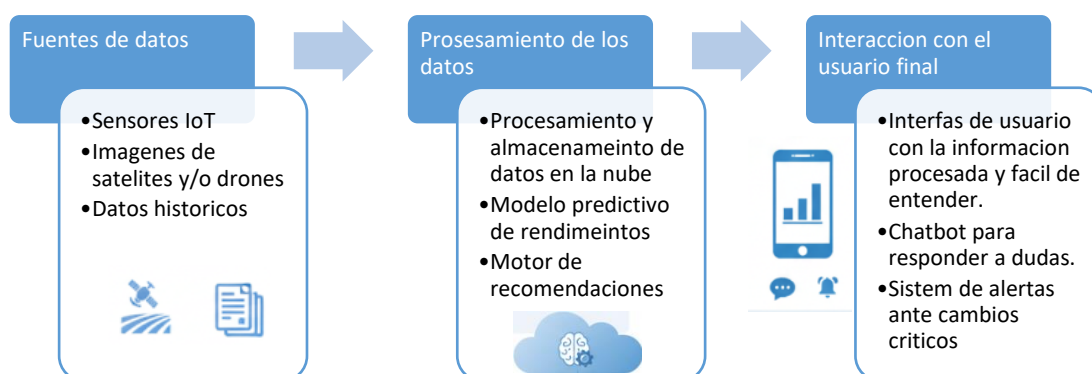 Fuentes de datos
•Sensores IoT
•Imagenes de
satelites y/o drones
•Datos historicos
Prosesamiento de los
datos
•Procesamiento y
almacenameinto de
datos en la nube
•Modelo predictivo
de rendimeintos
•Motor de
recomendaciones
Interaccion con el
usuario final
•Interfas de usuario
con la informacion
procesada y facil de
entender.
•Chatbot para
responder a dudas.
•Sistem de alertas
ante cambios
criticos